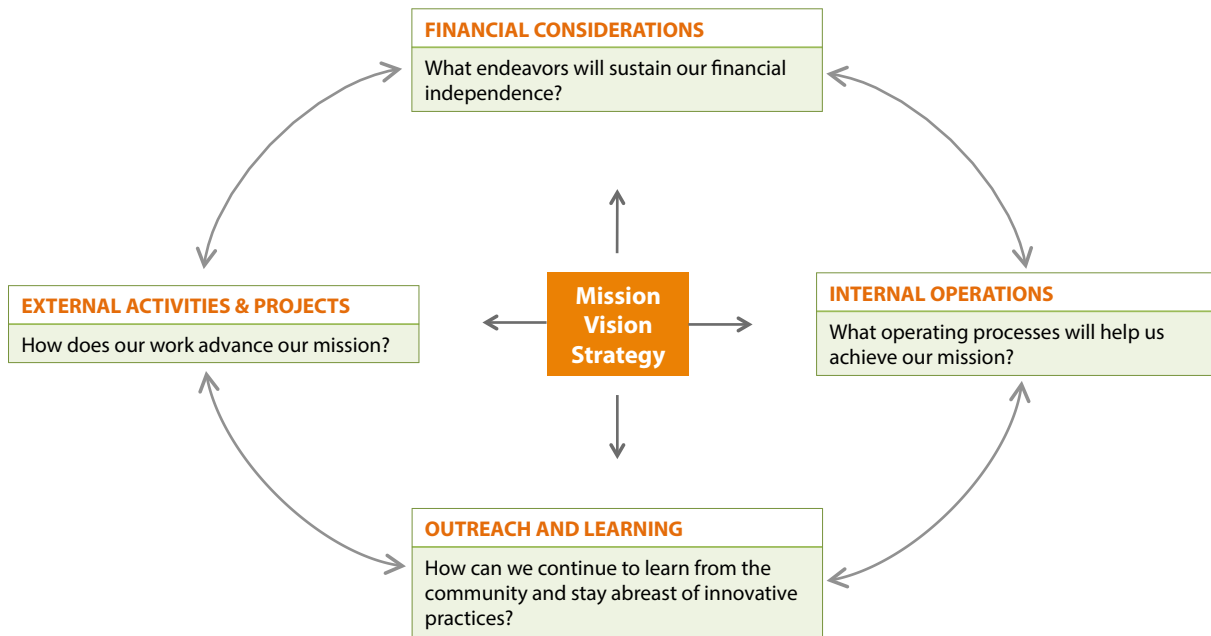 FINANCIAL CONSIDERATIONS
What endeavors will sustain our financial
independence?
EXTERNAL ACTIVITIES & PROJECTS
How does our work advance our mission?
Mission
Vision
Strategy
INTERNAL OPERATIONS
What operating processes will help us
achieve our mission?
OUTREACH AND LEARNING
How can we continue to learn from the
community and stay abreast of innovative
practices?